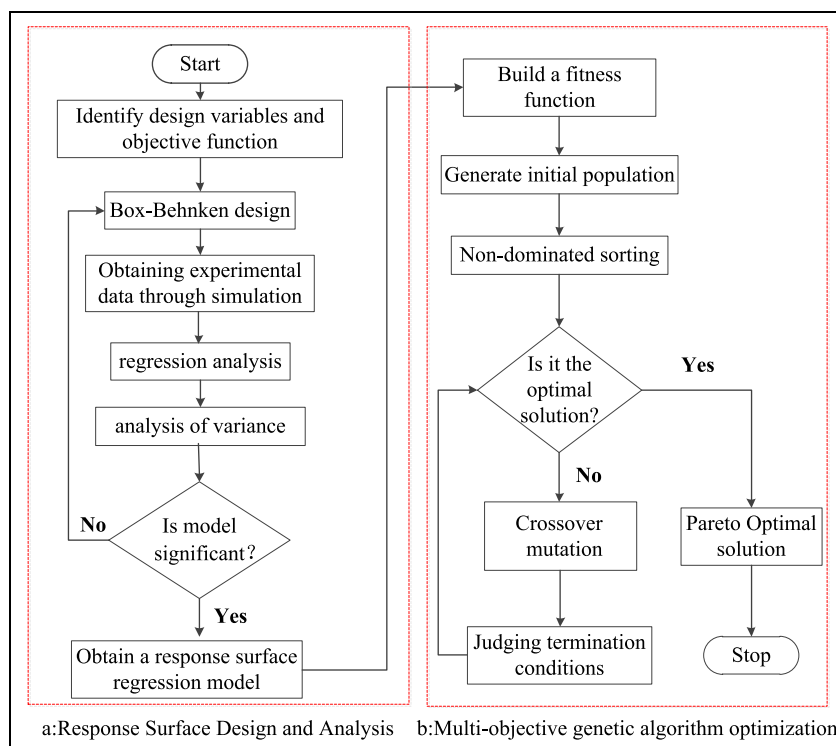 Start
Identify design variables and
objective function
Box-Behnken design
Obtaining experimental
data through simulation
regression analysis
analysis of variance
No
Is model
significant?
Yes
Obtain a response surface
regression model
a:Response Surface Design and Analysis
Build a fitness
function
Generate initial population
Non-dominated sorting
Is it the
optimal
solution?
Yes
No
Crossover
mutation
Judging termination
conditions
Pareto Optimal
solution
Stop
b:Multi-objective genetic algorithm optimization